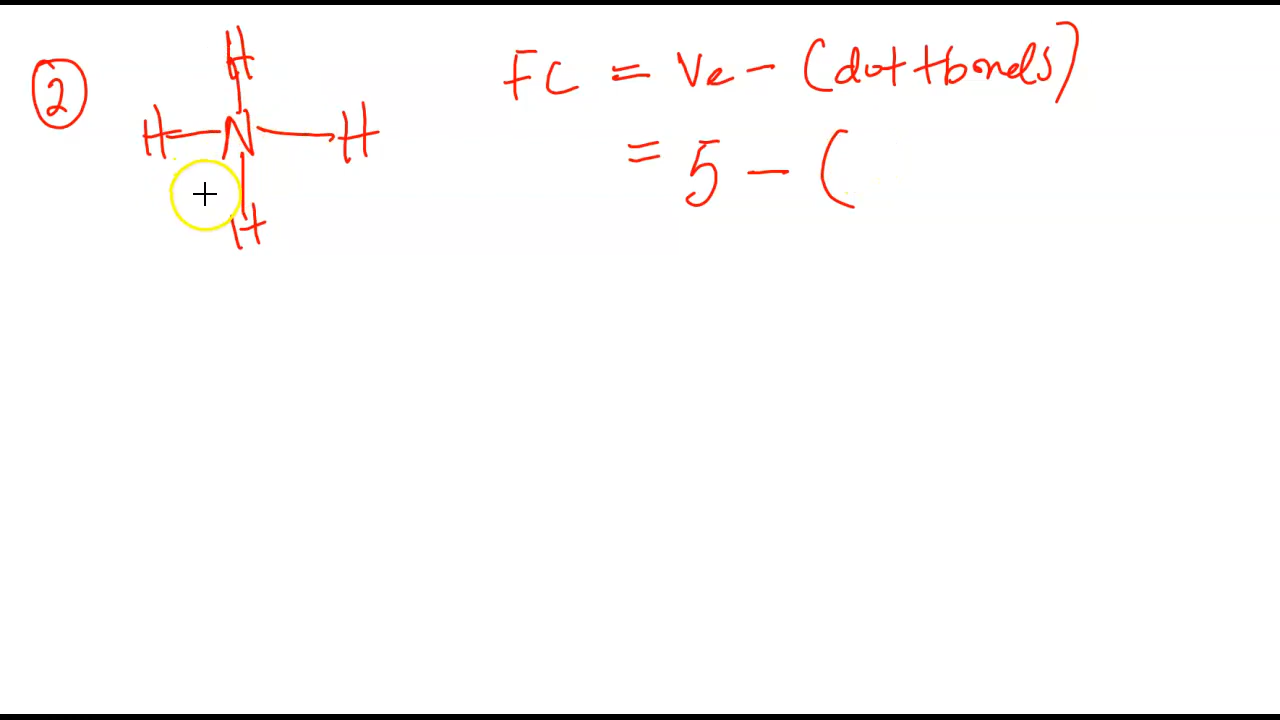 2
H
H N H
H
FC = Ve - (dot+bonds)
= 5 - (